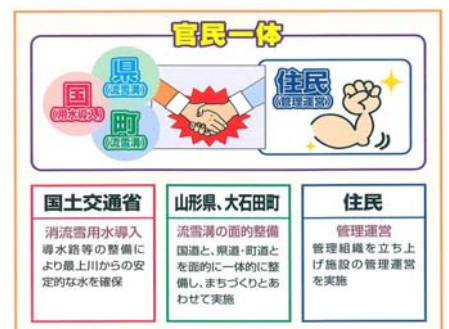 官民一体
県
(流雪溝)
国
(用水導入)
町
(流雪溝)
住民
(管理運営)
国土交通省
消流雪用水導入
導水路等の整備に
より最上川からの安
定的な水を確保
山形県、大石田町
流雪溝の面的整備
国道と、県道・町道と
を面的に一体的に整
備し、まちづくりとあ
わせて実施
住民
管理運営
管理組織を立ち上
げ施設の管理運営
を実施